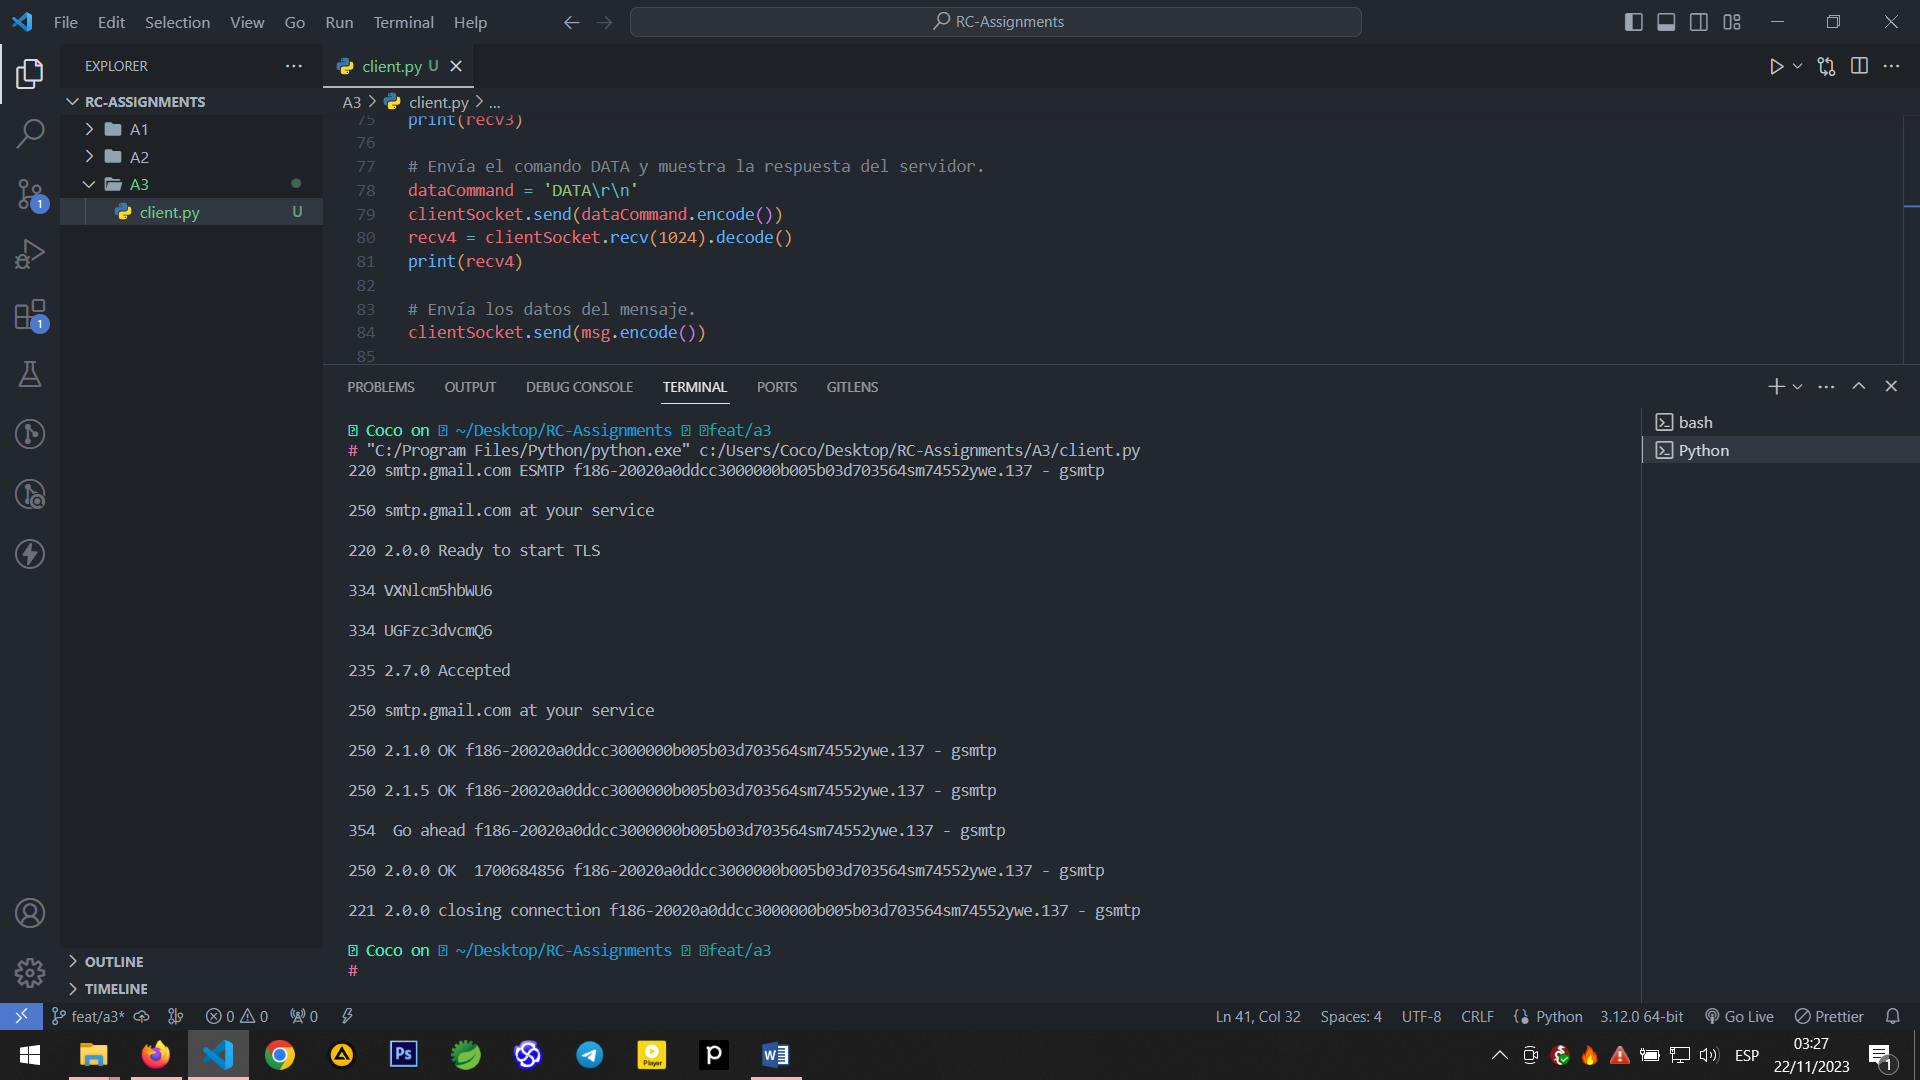 File Edit Selection View Go Run Terminal Help
RC-Assignments
EXPLORER
client.py U
RC-ASSIGNMENTS
A3 > client.py > ...
A1
A2
A3
client.py U
75 print(recv3)
76
77 # Envía el comando DATA y muestra la respuesta del servidor.
78 dataCommand = 'DATA\r\n'
79 clientSocket.send(dataCommand.encode())
80 recv4 = clientSocket.recv(1024).decode()
81 print(recv4)
82
83 # Envía los datos del mensaje.
84 clientSocket.send(msg.encode())
85
1
1
PROBLEMS OUTPUT DEBUG CONSOLE TERMINAL PORTS GITLENS
Coco on ~/Desktop/RC-Assignments feat/a3
# "C:/Program Files/Python/python.exe" c:/Users/Coco/Desktop/RC-Assignments/A3/client.py
220 smtp.gmail.com ESMTP f186-20020a0ddcc3000000b005b03d703564sm74552ywe.137 - gsmtp
250 smtp.gmail.com at your service
220 2.0.0 Ready to start TLS
334 VXNlcm5hbWU6
334 UGFzc3dvcmQ6
235 2.7.0 Accepted
250 smtp.gmail.com at your service
250 2.1.0 OK f186-20020a0ddcc3000000b005b03d703564sm74552ywe.137 - gsmtp
250 2.1.5 OK f186-20020a0ddcc3000000b005b03d703564sm74552ywe.137 - gsmtp
354  Go ahead f186-20020a0ddcc3000000b005b03d703564sm74552ywe.137 - gsmtp
250 2.0.0 OK  1700684856 f186-20020a0ddcc3000000b005b03d703564sm74552ywe.137 - gsmtp
221 2.0.0 closing connection f186-20020a0ddcc3000000b005b03d703564sm74552ywe.137 - gsmtp
Coco on ~/Desktop/RC-Assignments feat/a3
#
bash
Python
OUTLINE
TIMELINE
feat/a3* 0 0 0 Ln 41, Col 32 Spaces: 4 UTF-8 CRLF Python 3.12.0 64-bit Go Live Prettier
Ps Player p W ESP
03:27
22/11/2023
1